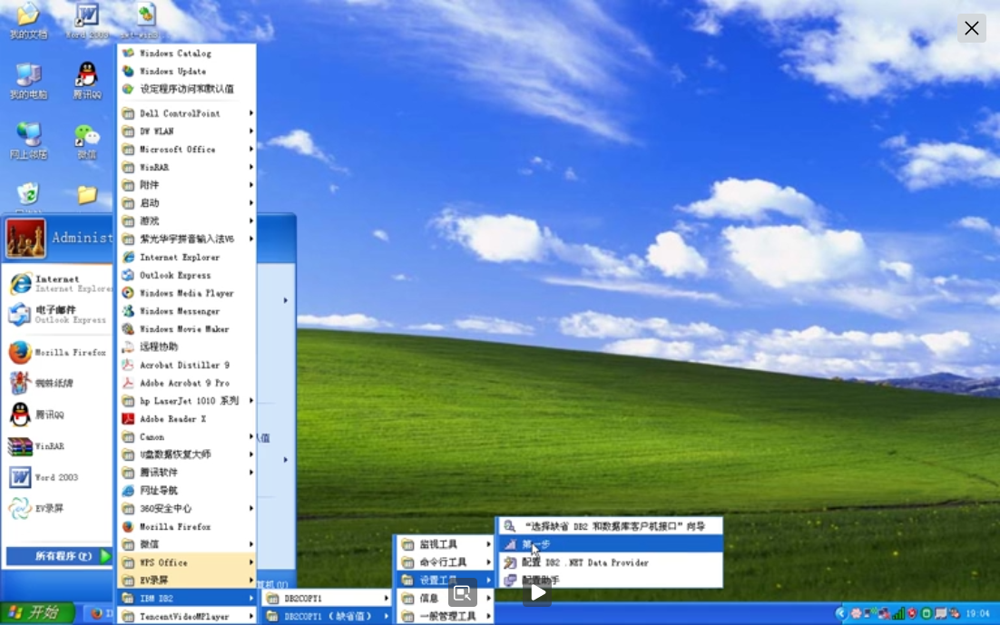 我的文档
Word 2003
我的电脑
腾讯QQ
网上邻居
微信
Windows Catalog
Windows Update
设定程序访问和默认值
Dell ControlPoint
DW WLAN
Microsoft Office
WinRAR
附件
启动
游戏
紫光华宇拼音输入法V6
Internet Explorer
Outlook Express
Windows Media Player
Windows Messenger
Windows Movie Maker
远程协助
Acrobat Distiller 9
Adobe Acrobat 9 Pro
hp LaserJet 1010 系列
Adobe Reader X
Canon
U盘数据恢复大师
腾讯软件
网址导航
360安全中心
Mozilla Firefox
微信
WPS Office
EV录屏
IBM DB2
TencentVideoMPlayer
Administ
Internet
Internet Explorer
电子邮件
Outlook Express
Mozilla Firefox
蜘蛛纸牌
腾讯QQ
WinRAR
Word 2003
EV录屏
所有程序(P)
认值
算机(U)
DB2COPY1
DB2COPY1 (缺省值)
监视工具
命令行工具
设置工具
信息
一般管理工具
“选择缺省 DB2 和数据库客户机接口”向导
第一步
配置 DB2 .NET Data Provider
配置助手
开始
19:04